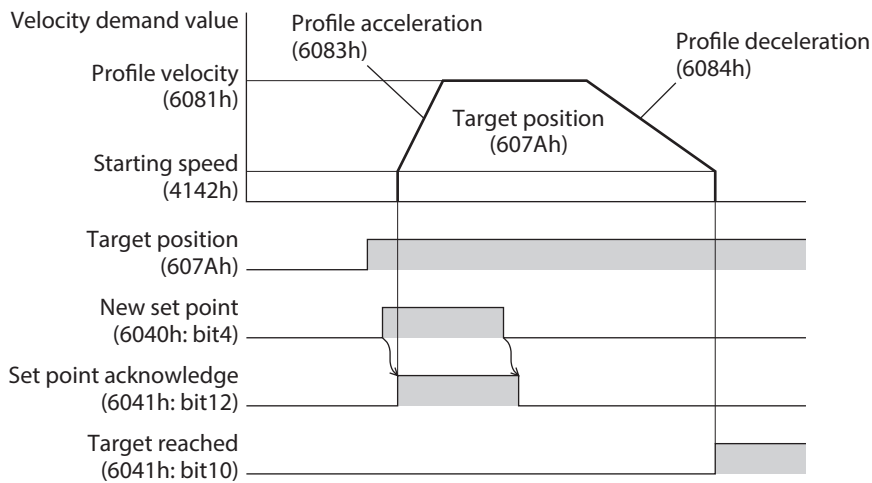 Velocity demand value
Profile acceleration
(6083h)
Profile deceleration
(6084h)
Profile velocity
(6081h)
Target position
(607Ah)
Starting speed
(4142h)
Target position
(607Ah)
New set point
(6040h: bit4)
Set point acknowledge
(6041h: bit12)
Target reached
(6041h: bit10)